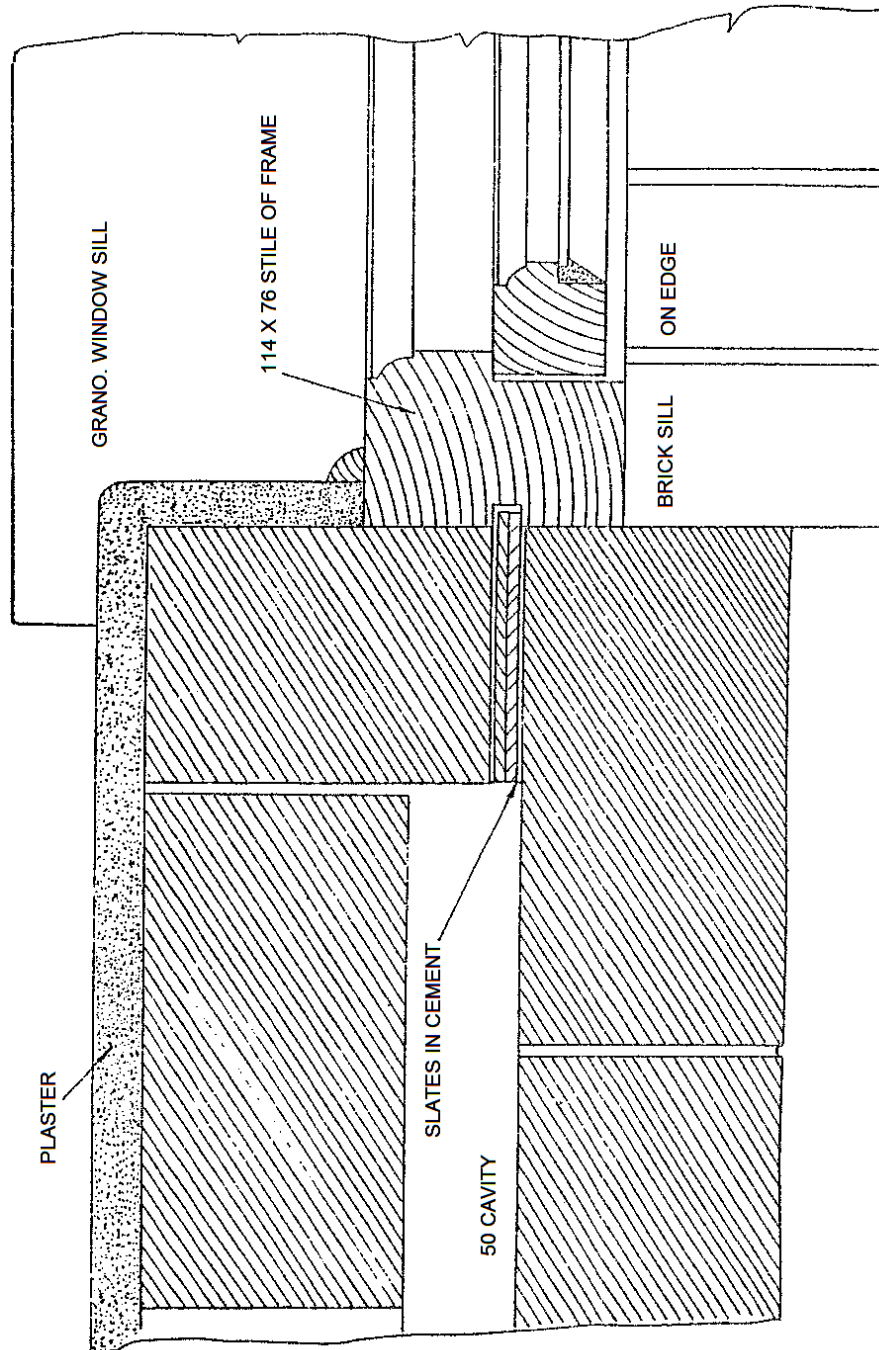 PLASTER
GRANO. WINDOW SILL
114 X 76 STILE OF FRAME
SLATES IN CEMENT
50 CAVITY
BRICK SILL
ON EDGE